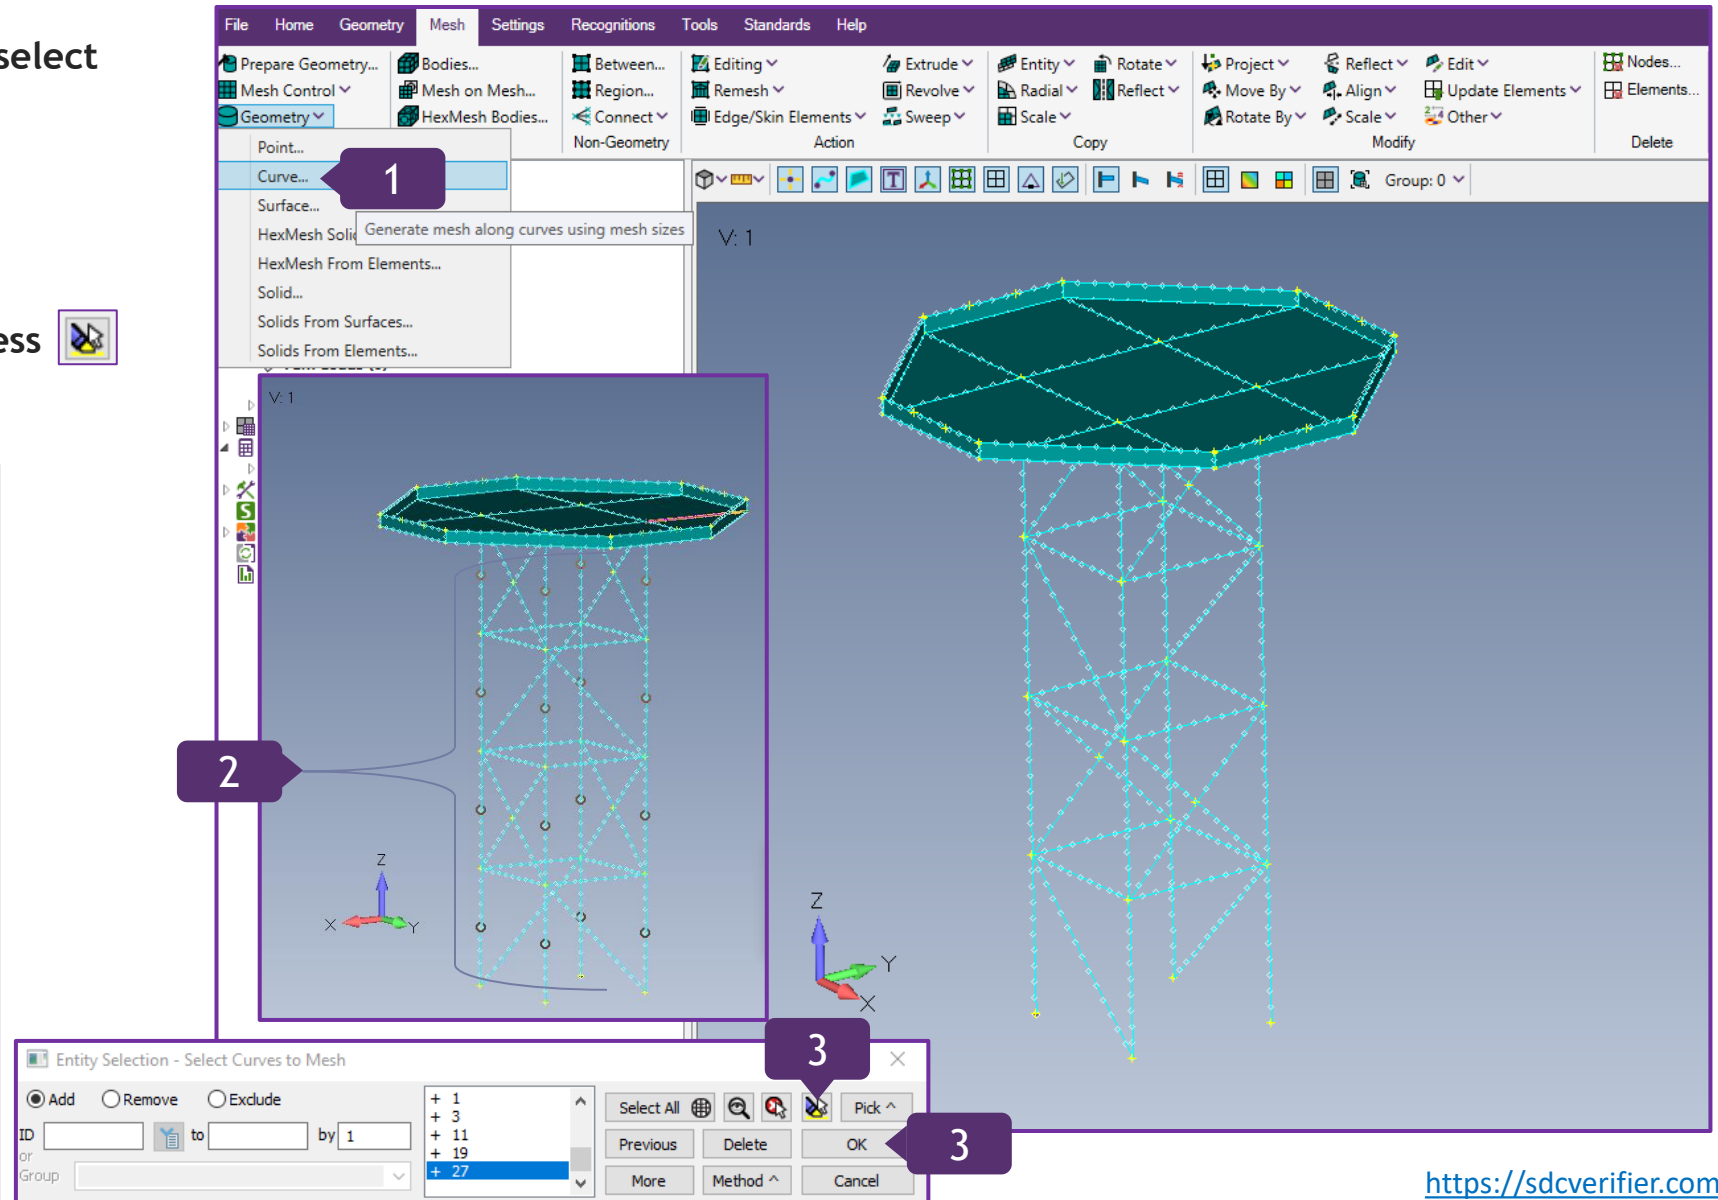 select
ess
File Home Geometry Mesh Settings Recognitions Tools Standards Help
Prepare Geometry... Bodies... Between... Editing Extrude Entity Rotate Project Reflect Edit Nodes...
Mesh Control Mesh on Mesh... Region... Remesh Revolve Radial Reflect Move By Align Update Elements Elements...
Geometry HexMesh Bodies... Connect Edge/Skin Elements Sweep Scale Rotate By Scale Other
Non-Geometry Action Copy Modify Delete
Point...
Curve...
1
Surface...
HexMesh Soli
Generate mesh along curves using mesh sizes
HexMesh From Elements...
Solid...
Solids From Surfaces...
Solids From Elements...
Group: 0
V: 1
V: 1
2
Z
X
Y
Z
Y
X
3
Entity Selection - Select Curves to Mesh
Add Remove Exclude
ID to by 1
or
Group
+ 1
+ 3
+ 11
+ 19
+ 27
Select All Pick ^
Previous Delete OK
More Method ^ Cancel
3
https://sdcverifier.com